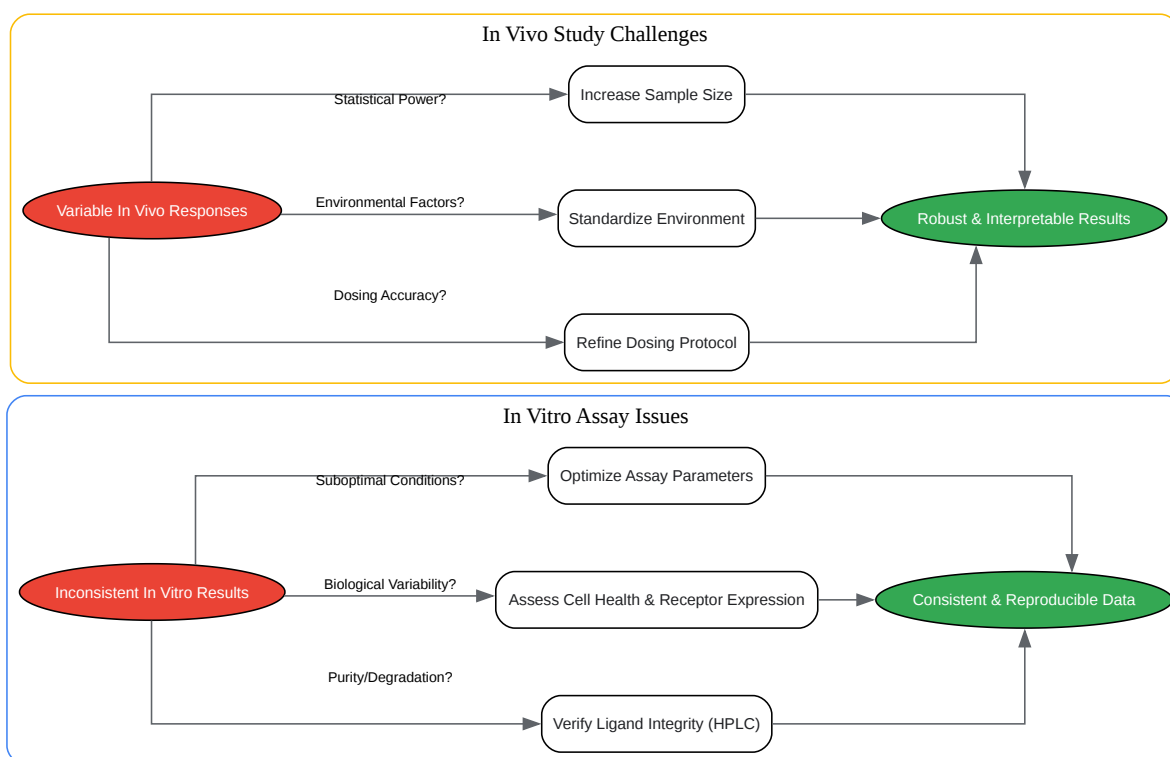 In Vivo Study Challenges
Statistical Power?
Increase Sample Size
Variable In Vivo Responses
Environmental Factors?
Standardize Environment
Robust & Interpretable Results
Dosing Accuracy?
Refine Dosing Protocol
In Vitro Assay Issues
Suboptimal Conditions?
Optimize Assay Parameters
Inconsistent In Vitro Results
Biological Variability?
Assess Cell Health & Receptor Expression
Consistent & Reproducible Data
Purity/Degradation?
Verify Ligand Integrity (HPLC)